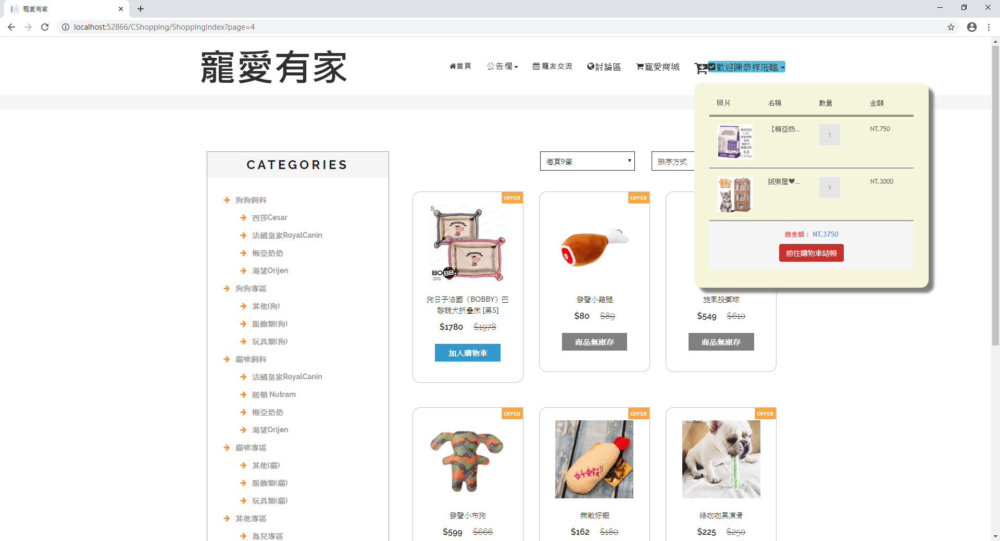 寵愛有家
localhost:52866/CShopping/ShoppingIndex?page=4
寵愛有家
首頁
公告欄
寵友交流
討論區
寵愛商城
歡迎陳恭梓蒞臨
照片 名稱 數量 金額
【梅亞奶... 1 NT.750
梅亞奶奶
4LB
(1.81kg)
紙樂屋♥... 1 NT.3000
總金額： NT.3750
前往購物車結帳
CATEGORIES
狗狗飼料
西莎Cesar
法國皇家RoyalCanin
梅亞奶奶
渴望Orijen
狗狗專區
其他(狗)
服飾類(狗)
玩具類(狗)
貓咪飼料
法國皇家RoyalCanin
紐頓 Nutram
梅亞奶奶
渴望Orijen
貓咪專區
其他(貓)
服飾類(貓)
玩具類(貓)
其他專區
鳥兒專區
每頁9筆
排序方式
OFFER
S
BOBBY
狗日子法國《BOBBY》巴
黎萌犬折疊床 [黑S]
$1780 $1978
加入購物車
OFFER
發聲小雞腿
$80 $89
商品無庫存
旋風投擲球
$549 $610
商品無庫存
OFFER
發聲小布狗
$599 $666
OFFER
無敵好蝦
$162 $180
OFFER
綠咖咖果凍骨
$225 $250